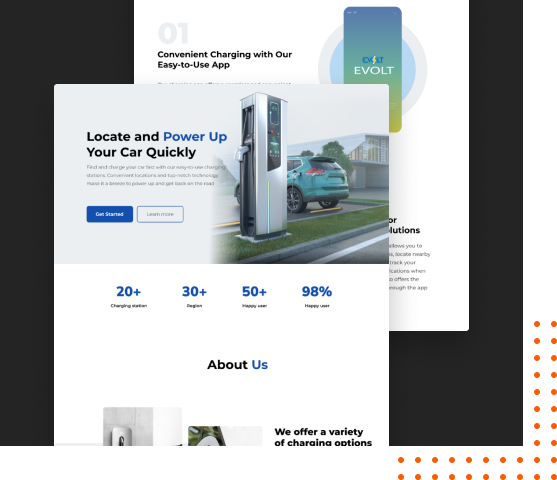 01
Convenient Charging with Our
Easy-to-Use App
EVOLT
EVOLT
Locate and Power Up
Your Car Quickly
Find and charge your car fast with our easy-to-use charging
stations. Convenient locations and top-notch technology
make it a breeze to power up and get back on the road
Get Started
Learn more
or
olutions
allows you to
s, locate nearby
track your
ications when
o offers the
rough the app
20+
30+
50+
98%
Charging station
Region
Happy user
Happy user
About Us
We offer a variety
of charging options